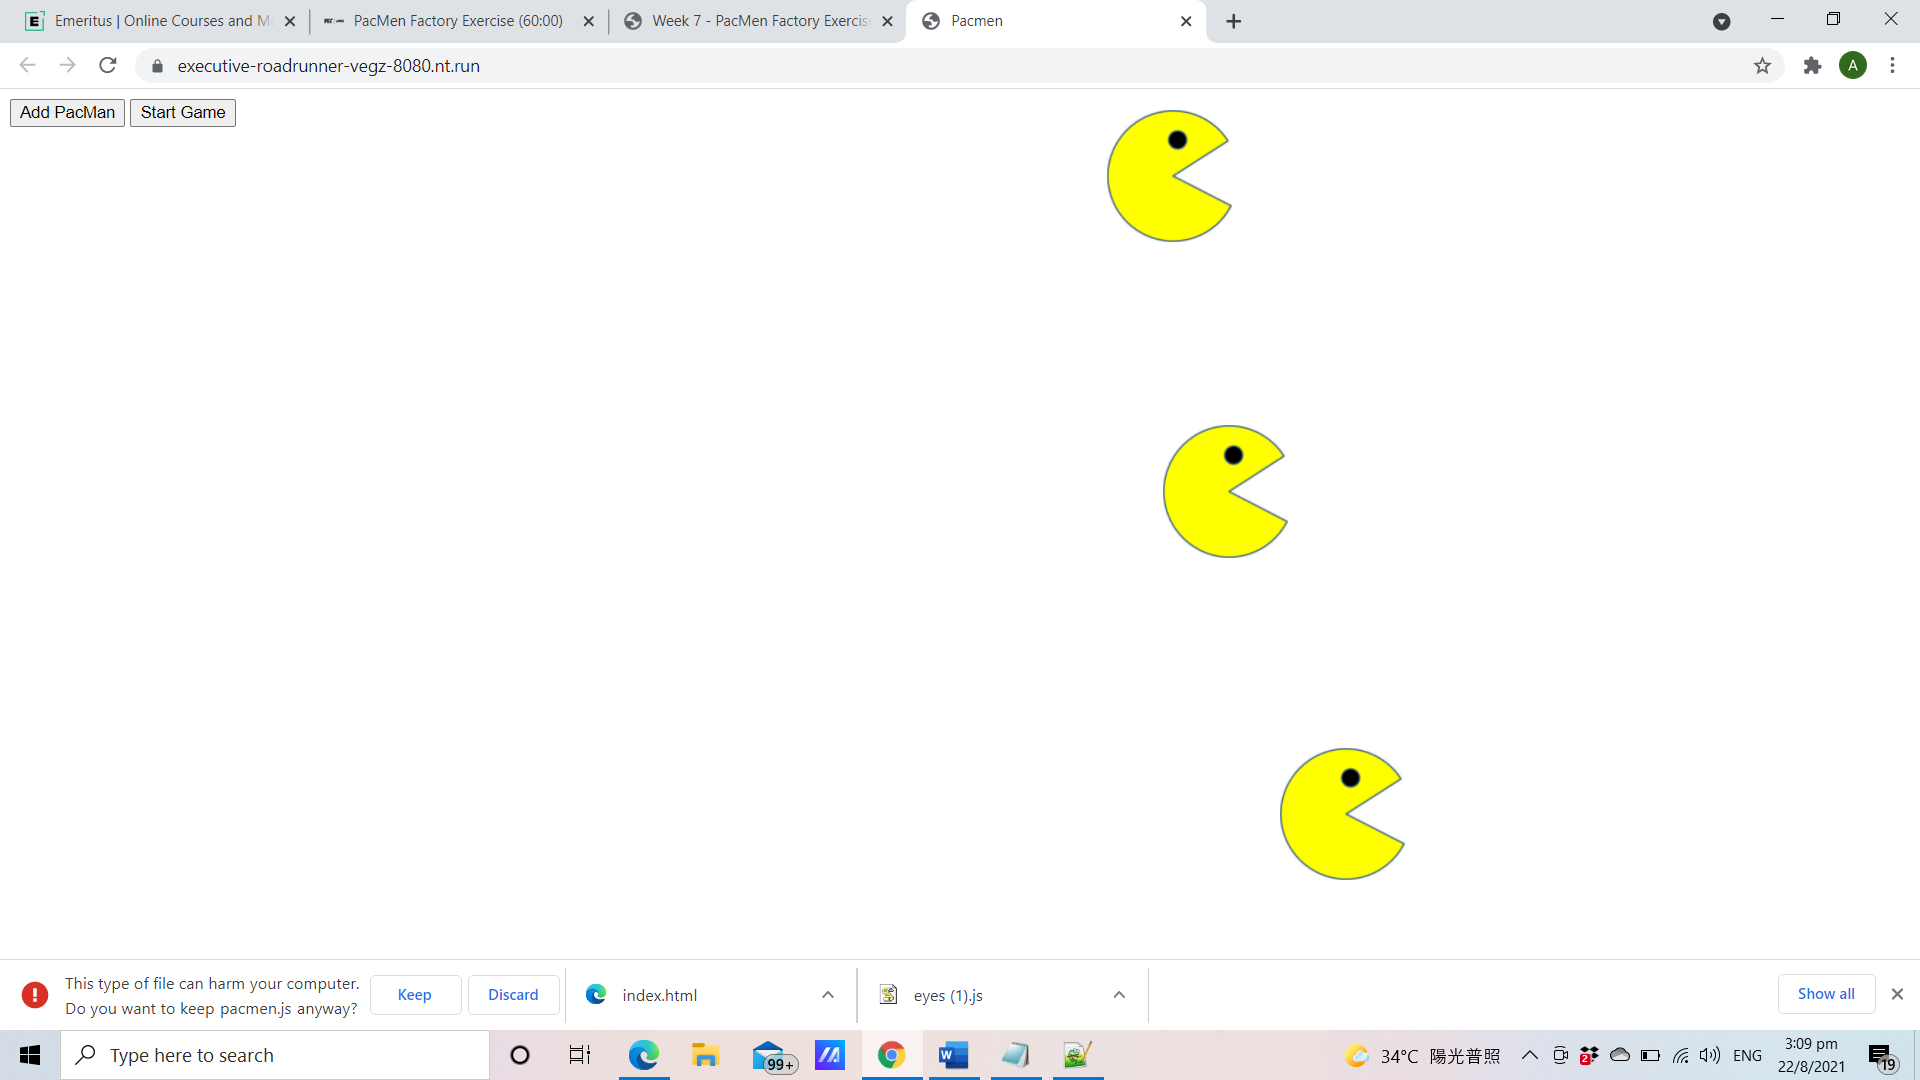 Emeritus | Online Courses and M
PacMen Factory Exercise (60:00)
Week 7 - PacMen Factory Exercis
Pacmen
executive-roadrunner-vegz-8080.nt.run
A
Add PacMan
Start Game
This type of file can harm your computer.
Do you want to keep pacmen.js anyway?
Keep
Discard
index.html
eyes (1).js
Show all
Type here to search
99+
34°C 陽光普照
2
ENG
3:09 pm
22/8/2021
19